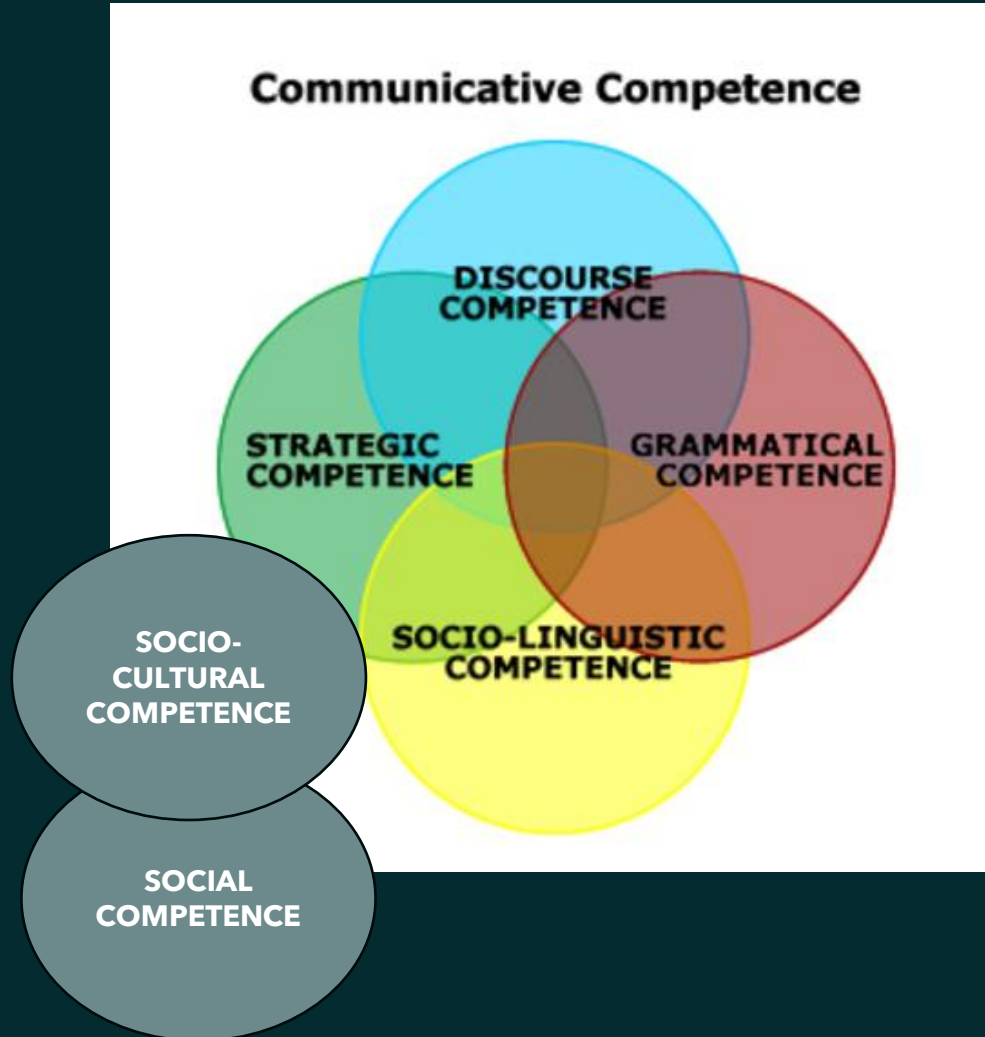 Communicative Competence
DISCOURSE
COMPETENCE
STRATEGIC
COMPETENCE
GRAMMATICAL
COMPETENCE
SOCIO-LINGUISTIC
COMPETENCE
SOCIO-
CULTURAL
COMPETENCE
SOCIAL
COMPETENCE